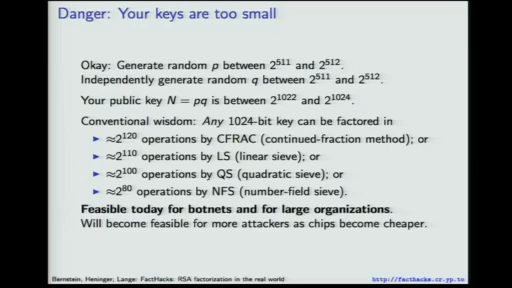 Danger: Your keys are too small
Okay: Generate random p between 2^511 and 2^512.
Independently generate random q between 2^511 and 2^512.
Your public key N = pq is between 2^1022 and 2^1024.
Conventional wisdom: Any 1024-bit key can be factored in
▶ ≈2^120 operations by CFRAC (continued-fraction method); or
▶ ≈2^110 operations by LS (linear sieve); or
▶ ≈2^100 operations by QS (quadratic sieve); or
▶ ≈2^80 operations by NFS (number-field sieve).
Feasible today for botnets and for large organizations.
Will become feasible for more attackers as chips become cheaper.
Bernstein, Heninger, Lange: FactHacks: RSA factorization in the real world
http://facthacks.cr.yp.to